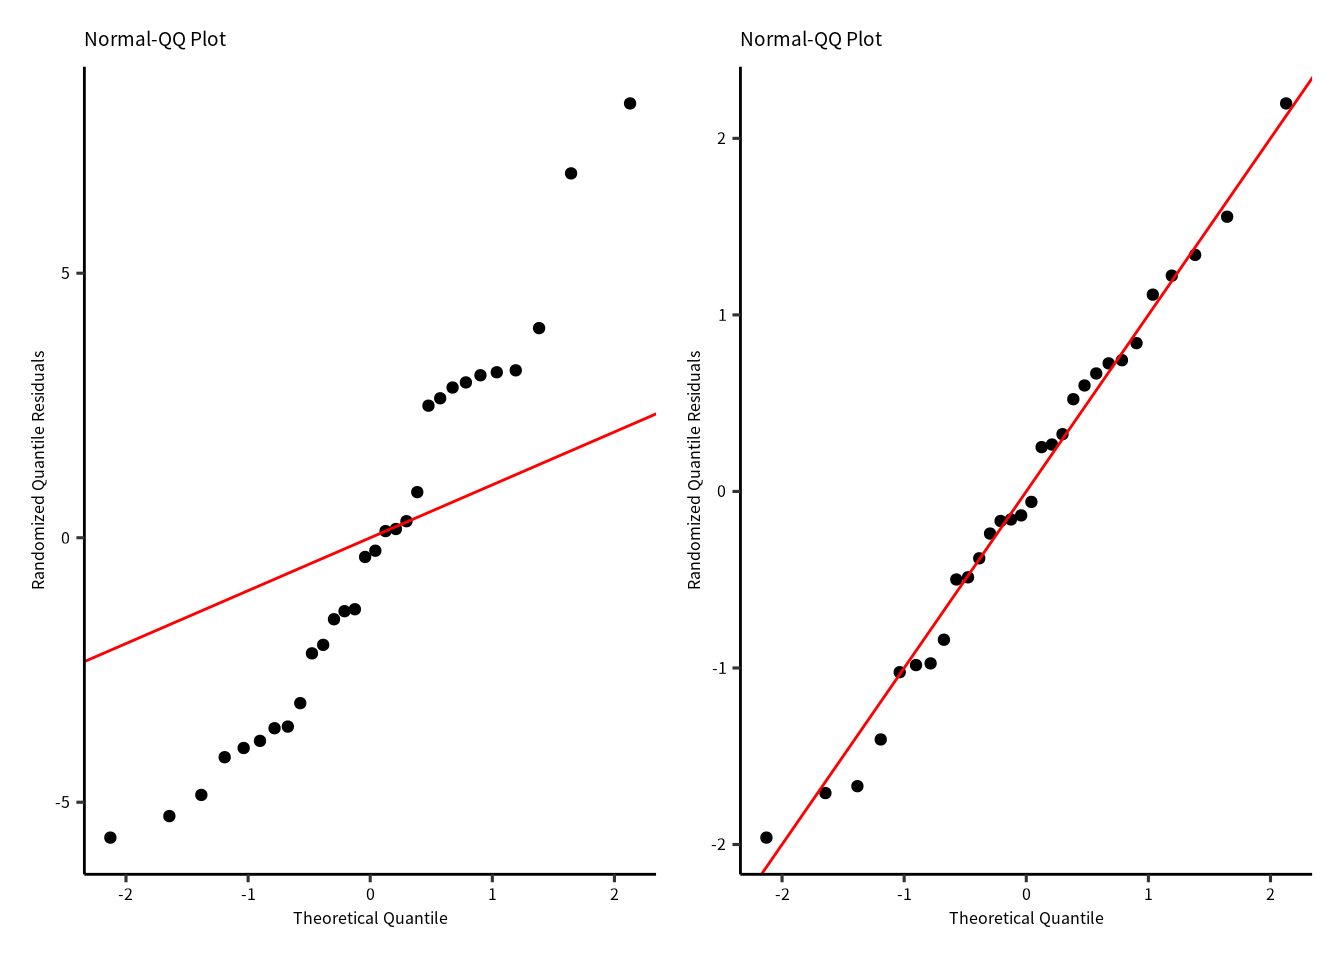 Normal-QQ Plot
5
0
-5
Randomized Quantile Residuals
-2 -1 0 1 2
Theoretical Quantile
Normal-QQ Plot
2
1
0
-1
-2
Randomized Quantile Residuals
-2 -1 0 1 2
Theoretical Quantile